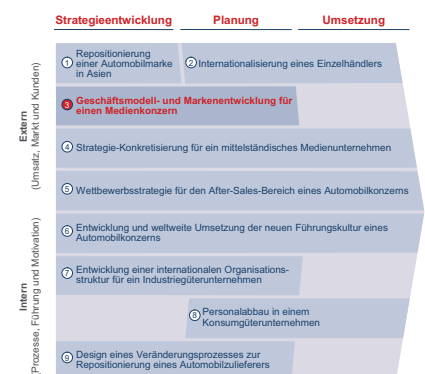 Strategieentwicklung Planung Umsetzung
Extern
(Umsatz, Markt und Kunden)
1 Repositionierung
einer Automobilmarke
in Asien
2 Internationalisierung eines Einzelhändlers
3 Geschäftsmodell- und Markenentwicklung für
einen Medienkonzern
4 Strategie-Konkretisierung für ein mittelständisches Medienunternehmen
5 Wettbewerbsstrategie für den After-Sales-Bereich eines Automobilkonzerns
Intern
(Prozesse, Führung und Motivation)
6 Entwicklung und weltweite Umsetzung der neuen Führungskultur eines
Automobilkonzerns
7 Entwicklung einer internationalen Organisations-
struktur für ein Industriegüterunternehmen
8 Personalabbau in einem
Konsumgüterunternehmen
9 Design eines Veränderungsprozesses zur
Repositionierung eines Automobilzulieferers